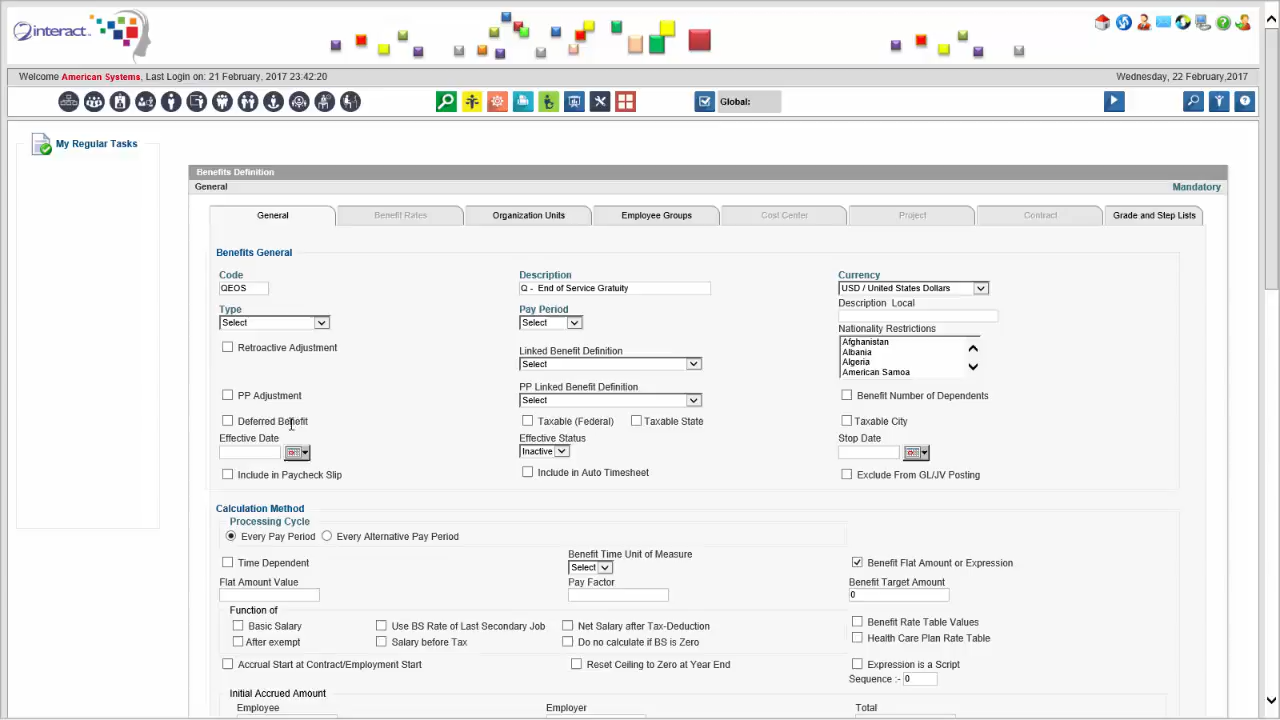 interact™
Welcome American Systems, Last Login on: 21 February, 2017 23:42:20
Wednesday, 22 February,2017
Global:
My Regular Tasks
Benefits Definition
General
Mandatory
General
Benefit Rates
Organization Units
Employee Groups
Cost Center
Project
Contract
Grade and Step Lists
Benefits General
Code
Description
Currency
QEOS
Q - End of Service Gratuity
USD / United States Dollars
Description Local
Type
Pay Period
Select
Select
Nationality Restrictions
Afghanistan
Albania
Algeria
American Samoa
Retroactive Adjustment
Linked Benefit Definition
Select
PP Linked Benefit Definition
PP Adjustment
Select
Benefit Number of Dependents
Deferred Benefit
Taxable (Federal)
Taxable State
Taxable City
Effective Date
Effective Status
Stop Date
Inactive
Include in Paycheck Slip
Include in Auto Timesheet
Exclude From GL/JV Posting
Calculation Method
Processing Cycle
Every Pay Period
Every Alternative Pay Period
Time Dependent
Benefit Time Unit of Measure
Select
Benefit Flat Amount or Expression
Flat Amount Value
Pay Factor
Benefit Target Amount
0
Function of
Basic Salary
Use BS Rate of Last Secondary Job
Net Salary after Tax-Deduction
Benefit Rate Table Values
After exempt
Salary before Tax
Do no calculate if BS is Zero
Health Care Plan Rate Table
Accrual Start at Contract/Employment Start
Reset Ceiling to Zero at Year End
Expression is a Script
Sequence :- 0
Initial Accrued Amount
Employee
Employer
Total